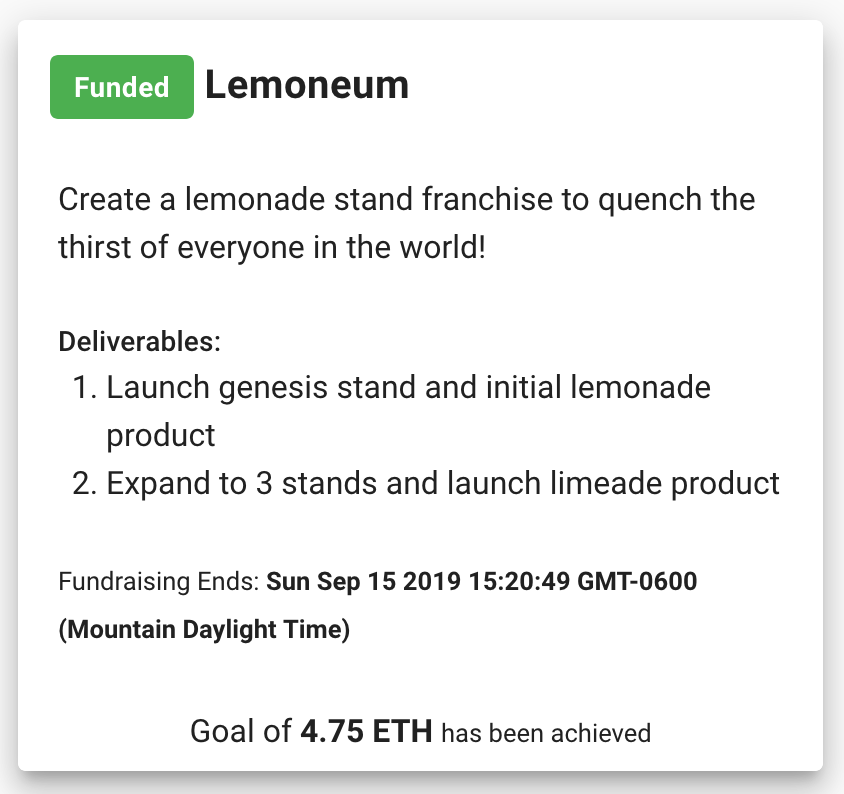 Funded Lemoneum
Create a lemonade stand franchise to quench the
thirst of everyone in the world!
Deliverables:
1. Launch genesis stand and initial lemonade
product
2. Expand to 3 stands and launch limeade product
Fundraising Ends: Sun Sep 15 2019 15:20:49 GMT-0600
(Mountain Daylight Time)
Goal of 4.75 ETH has been achieved